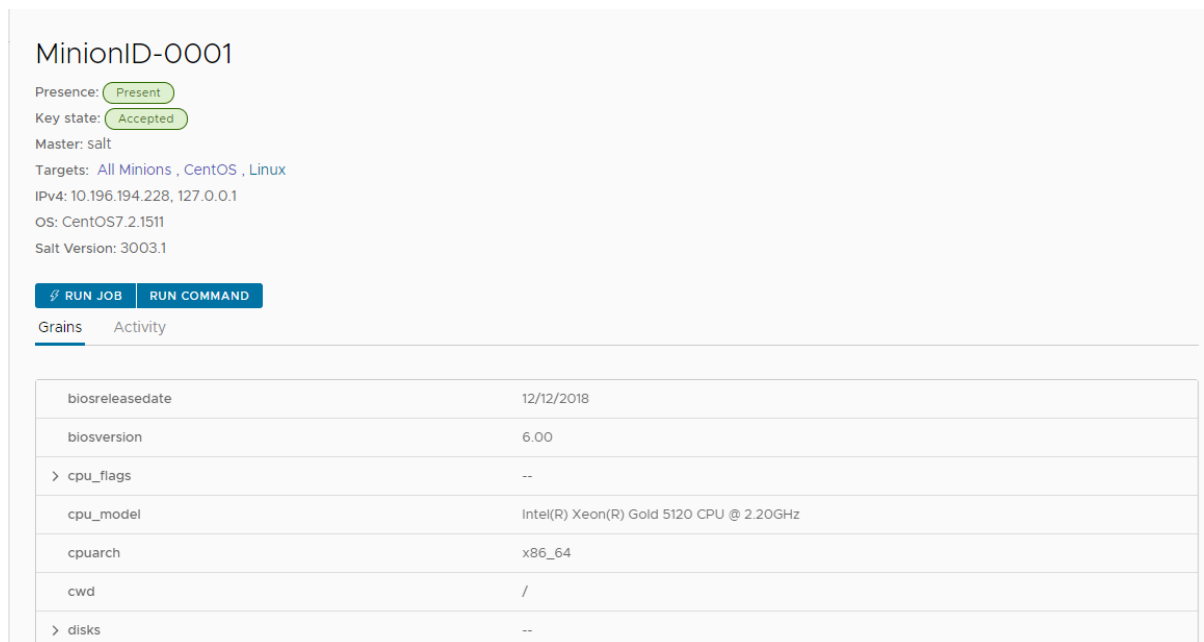 MinionID-0001
Presence: Present
Key state: Accepted
Master: salt
Targets: All Minions , CentOS , Linux
IPv4: 10.196.194.228, 127.0.0.1
OS: CentOS7.2.1511
Salt Version: 3003.1
RUN JOB RUN COMMAND
Grains Activity
biosreleasedate 12/12/2018
biosversion 6.00
cpu_flags --
cpu_model Intel(R) Xeon(R) Gold 5120 CPU @ 2.20GHz
cpuarch x86_64
cwd /
disks --